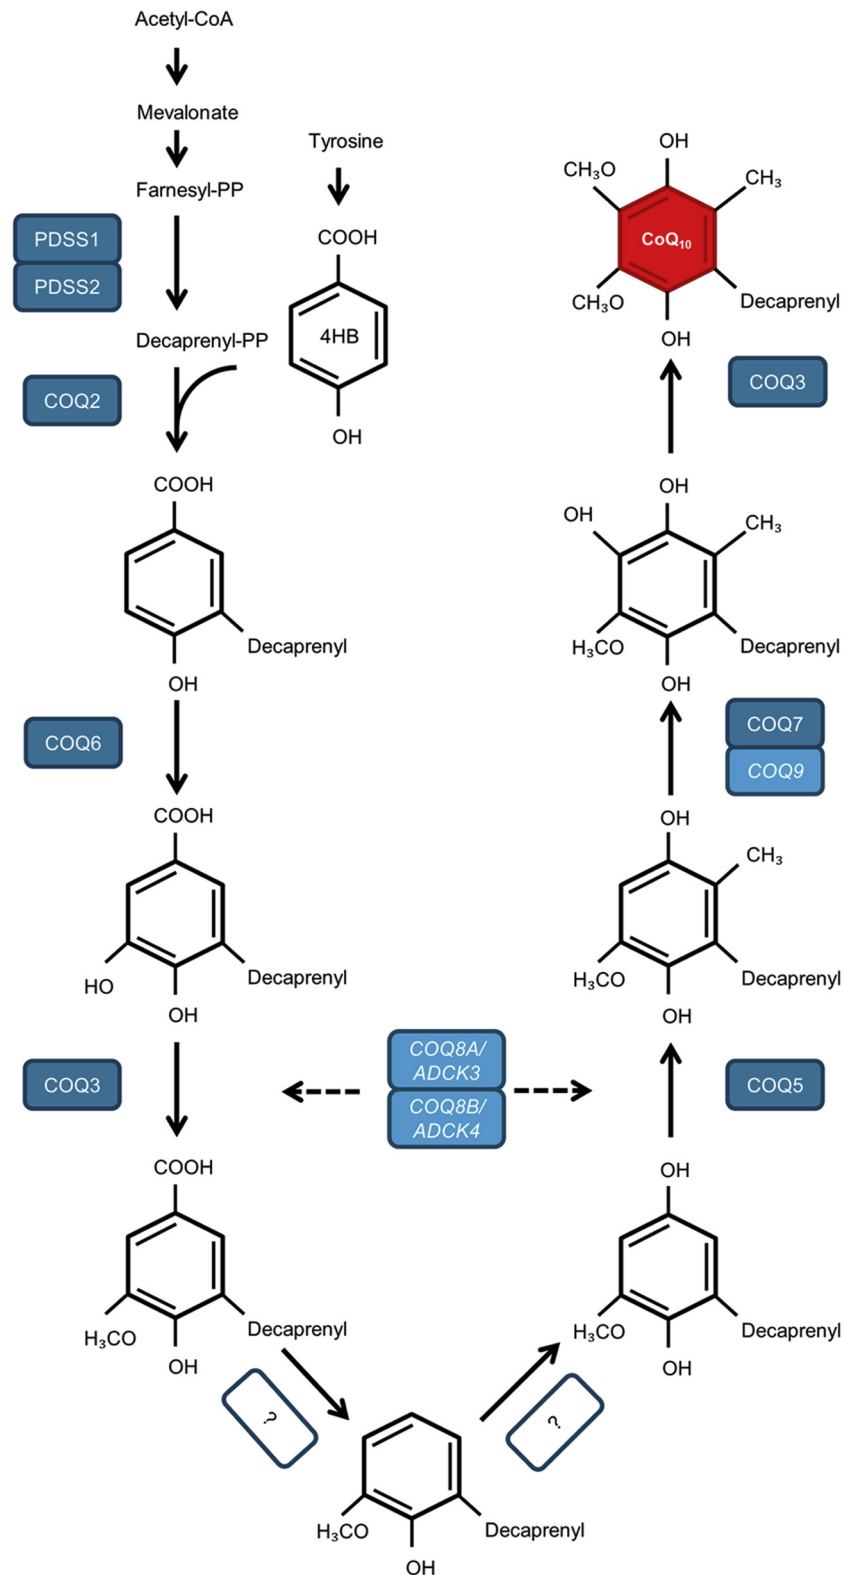 Acetyl-CoA
Mevalonate
Farnesyl-PP
PDSS1
PDSS2
Decaprenyl-PP
Tyrosine
COOH
4HB
OH
COQ2
COOH
Decaprenyl
OH
COQ6
COOH
HO
Decaprenyl
OH
COQ3
COOH
H₃CO
Decaprenyl
OH
?
H₃CO
Decaprenyl
OH
?
OH
H₃CO
Decaprenyl
OH
COQ5
COQ8A/
ADCK3
COQ8B/
ADCK4
OH
CH₃
H₃CO
Decaprenyl
OH
COQ7
COQ9
OH
OH
CH₃
H₃CO
Decaprenyl
OH
COQ3
OH
CH₃O
CH₃
CoQ₁₀
CH₃O
Decaprenyl
OH